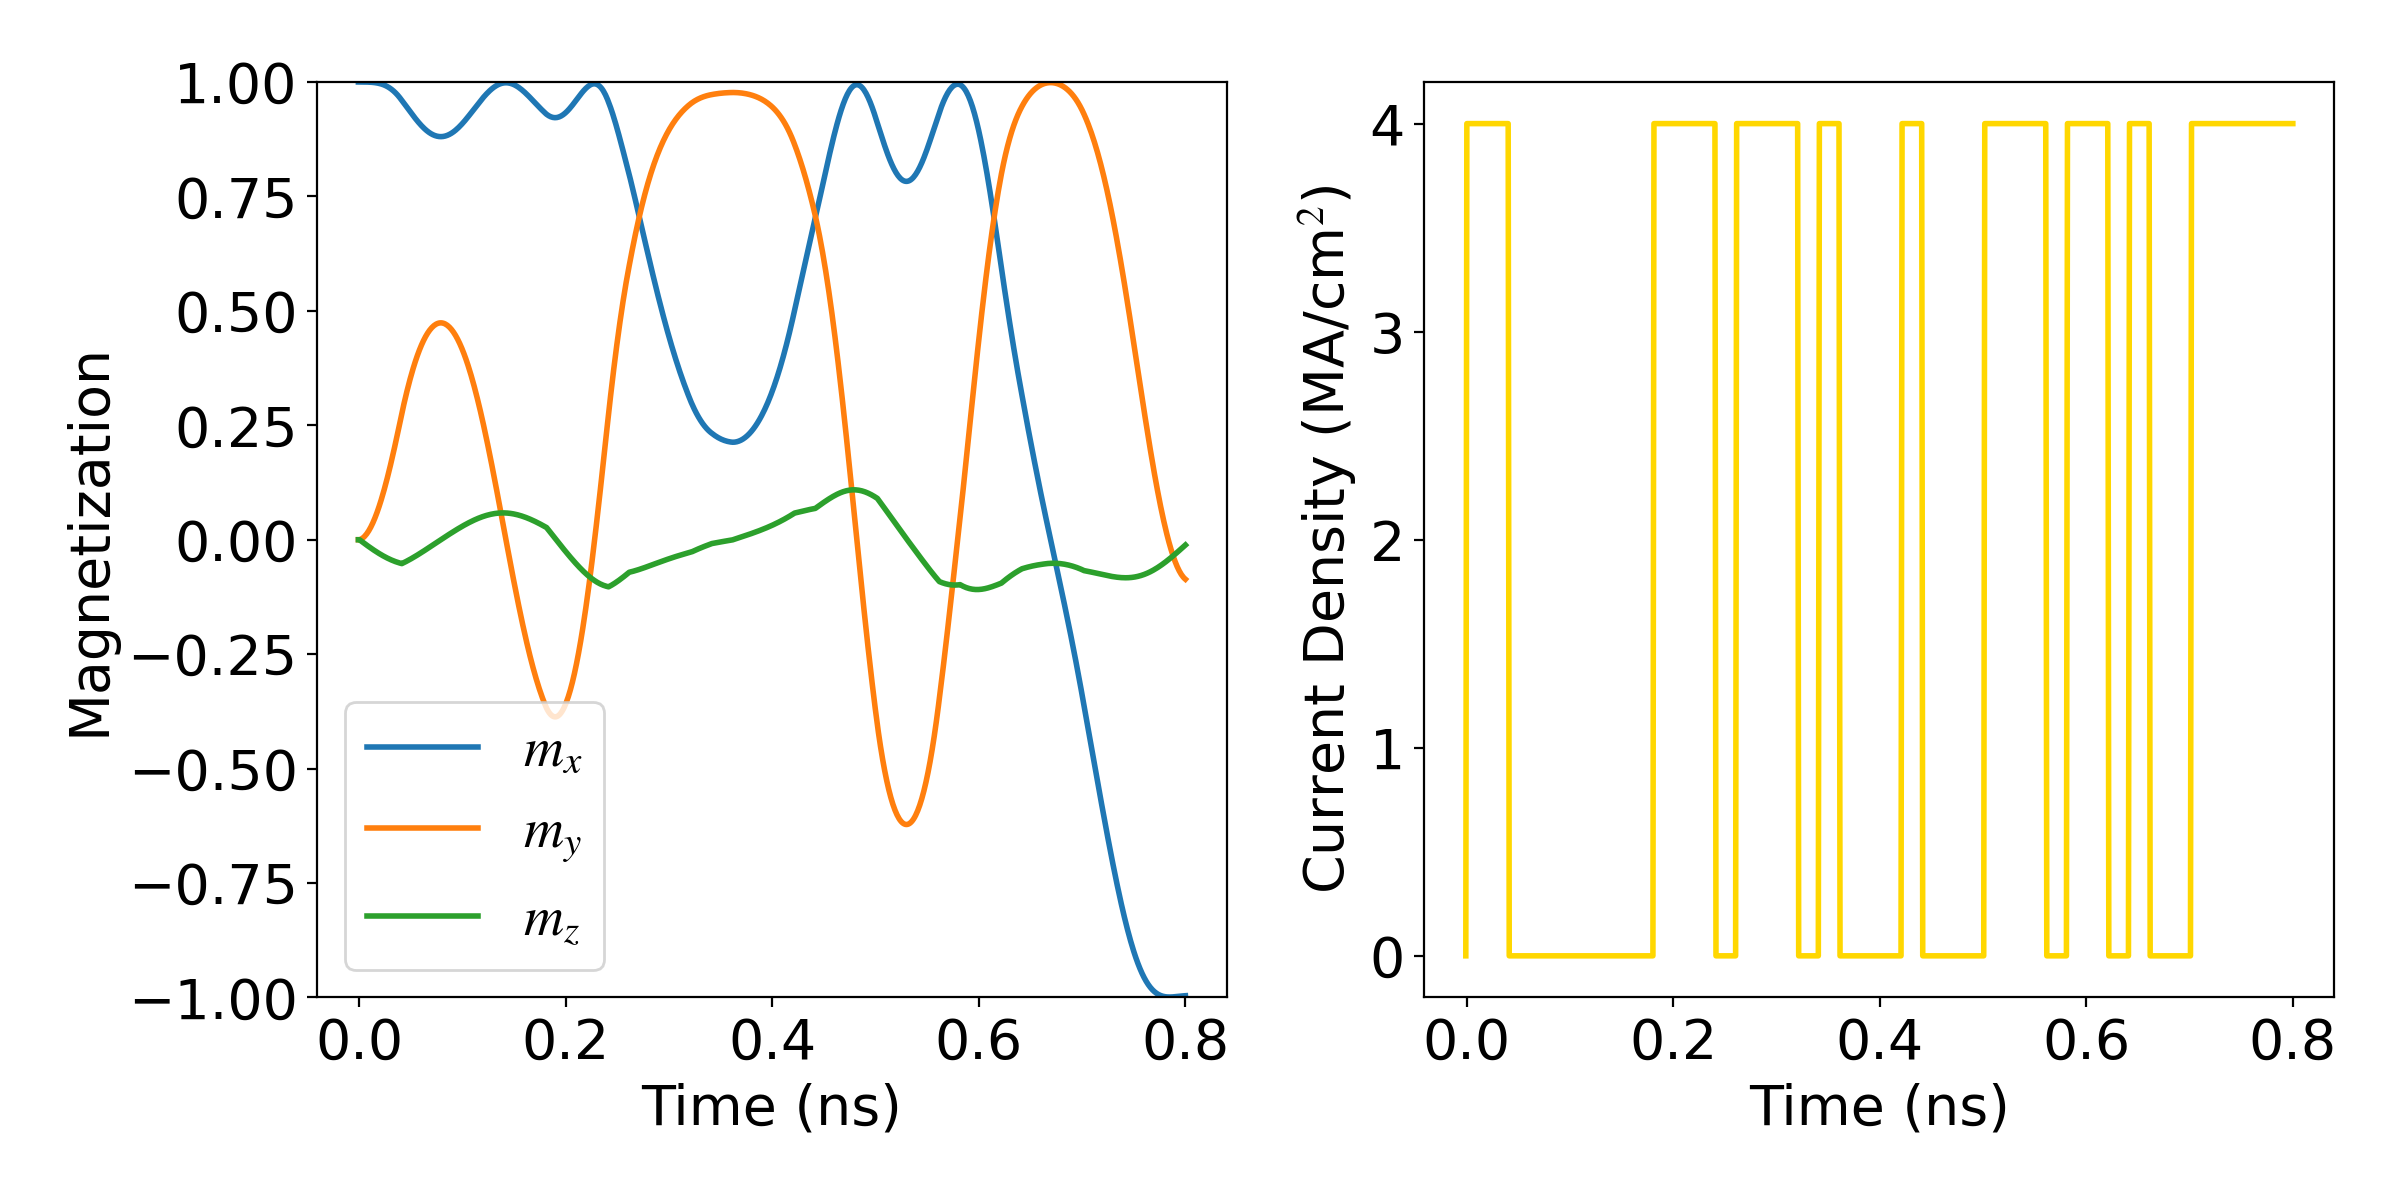 1.00
0.75
0.50
0.25
0.00
−0.25
−0.50
−0.75
−1.00
Magnetization
m_x
m_y
m_z
0.0 0.2 0.4 0.6 0.8
Time (ns)
4
3
2
1
0
Current Density (MA/cm²)
0.0 0.2 0.4 0.6 0.8
Time (ns)